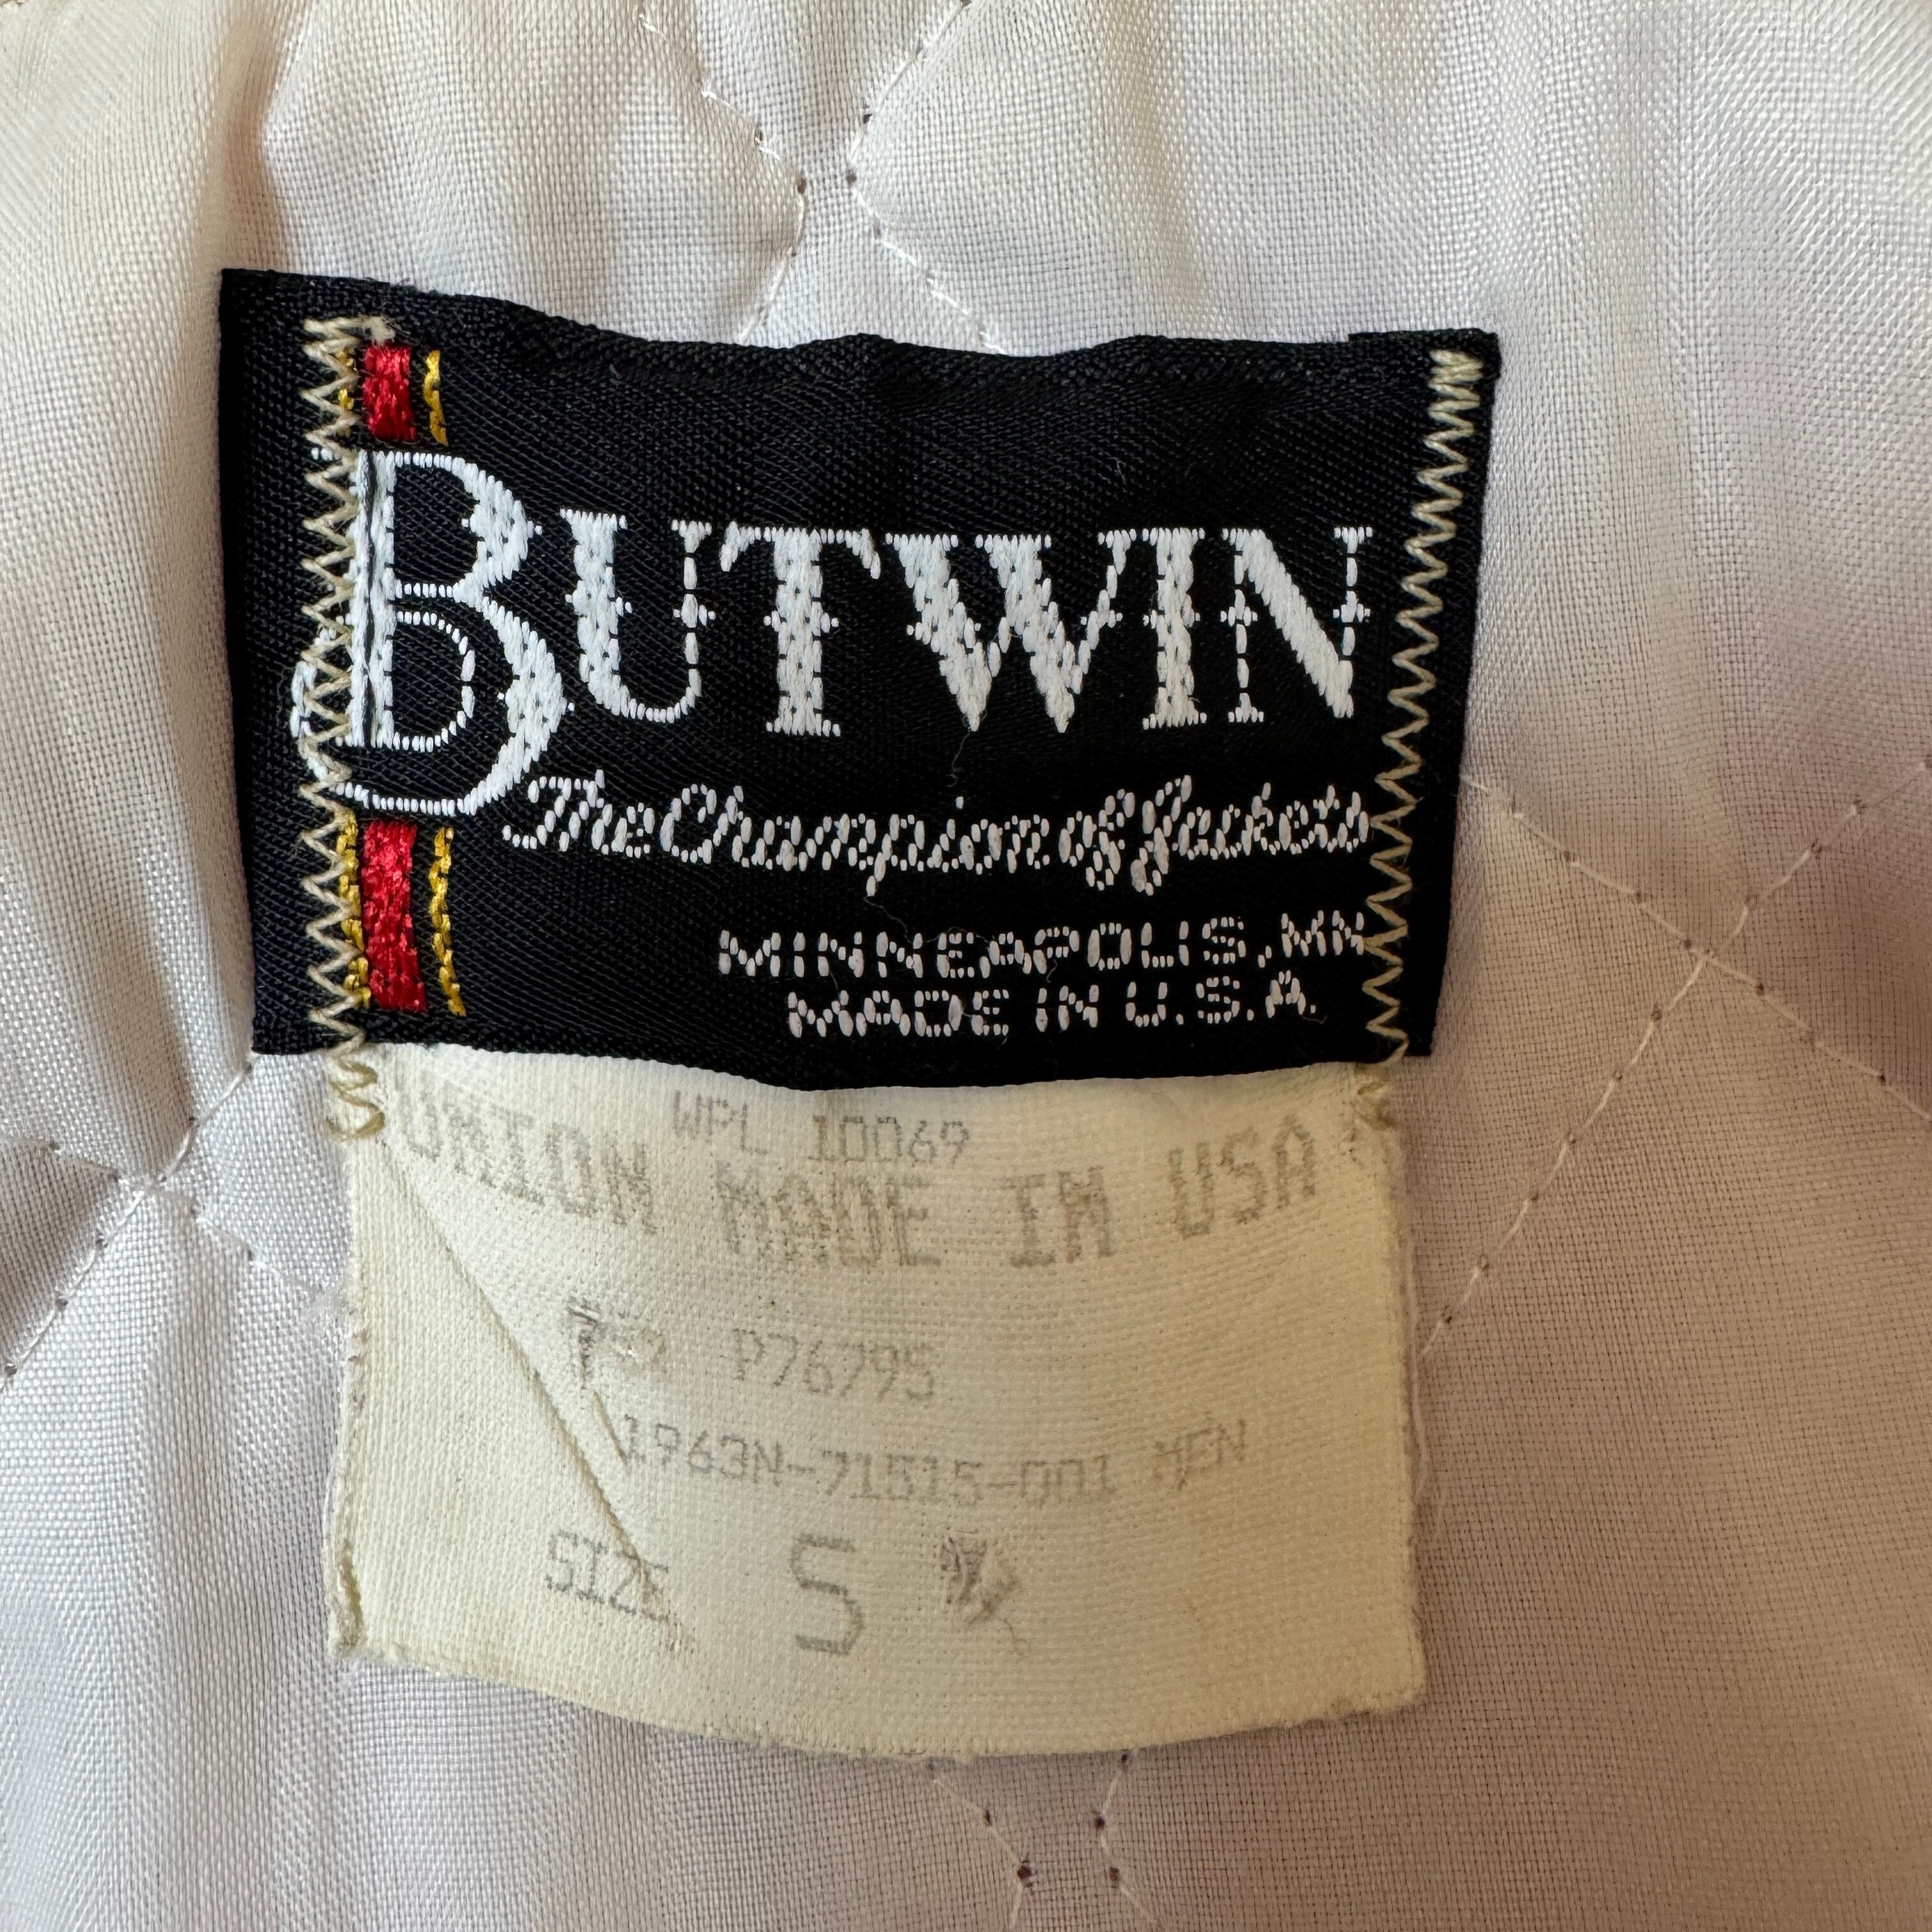 BUTWIN
The Champion of Jackets
MINNEAPOLIS, MN
MADE IN U.S.A.
WPL 10069
UNION MADE IN USA
P76795
1963N-71515-001 MEN
SIZE S